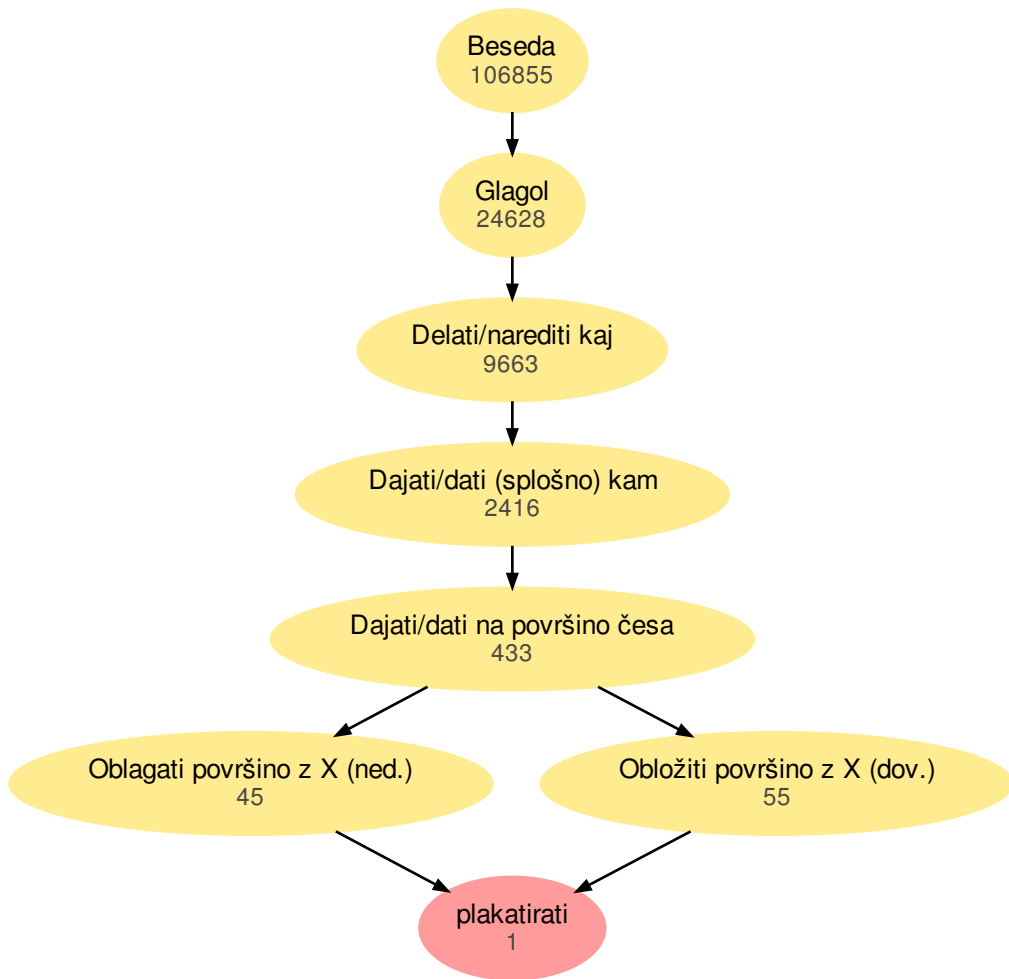 Beseda
106855
Glagol
24628
Delati/narediti kaj
9663
Dajati/dati (splošno) kam
2416
Dajati/dati na površino česa
433
Oblagati površino z X (ned.)
45
Obložiti površino z X (dov.)
55
plakatirati
1